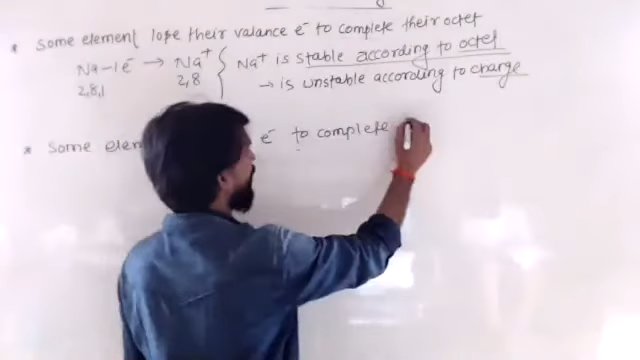 * some element lose their valance e⁻ to complete their octet
Na-1e⁻ → Na⁺ { Na⁺ is stable according to octet
2,8,1 2,8 → is unstable according to charge
* some elem e⁻ to complete